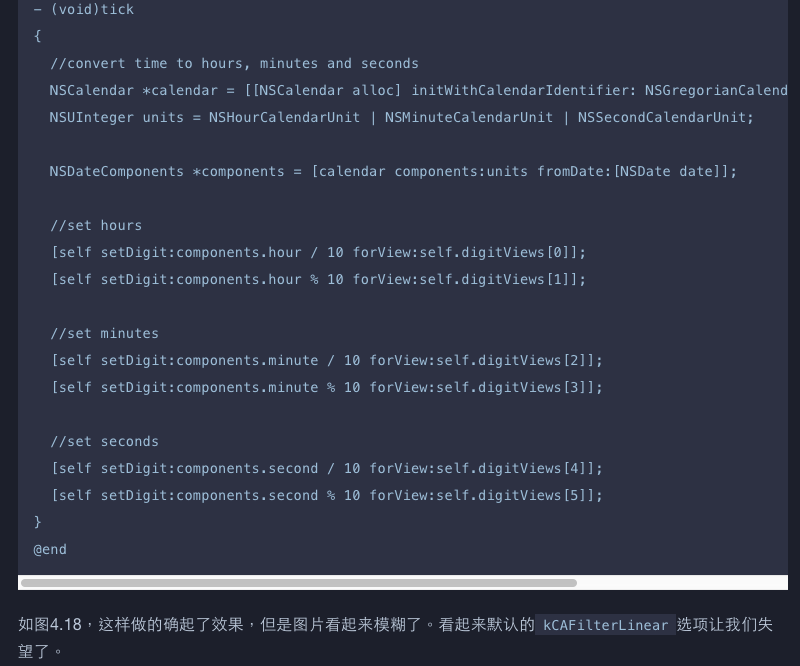 - (void)tick
{
//convert time to hours, minutes and seconds
NSCalendar *calendar = [[NSCalendar alloc] initWithCalendarIdentifier: NSGregorianCalend
NSUInteger units = NSHourCalendarUnit | NSMinuteCalendarUnit | NSSecondCalendarUnit;
NSDateComponents *components = [calendar components:units fromDate:[NSDate date]];
//set hours
[self setDigit:components.hour / 10 forView:self.digitViews[0]];
[self setDigit:components.hour % 10 forView:self.digitViews[1]];
//set minutes
[self setDigit:components.minute / 10 forView:self.digitViews[2]];
[self setDigit:components.minute % 10 forView:self.digitViews[3]];
//set seconds
[self setDigit:components.second / 10 forView:self.digitViews[4]];
[self setDigit:components.second % 10 forView:self.digitViews[5]];
}
@end
如图4.18，这样做的确起了效果，但是图片看起来模糊了。看起来默认的 kCAFilterLinear 选项让我们失
望了。